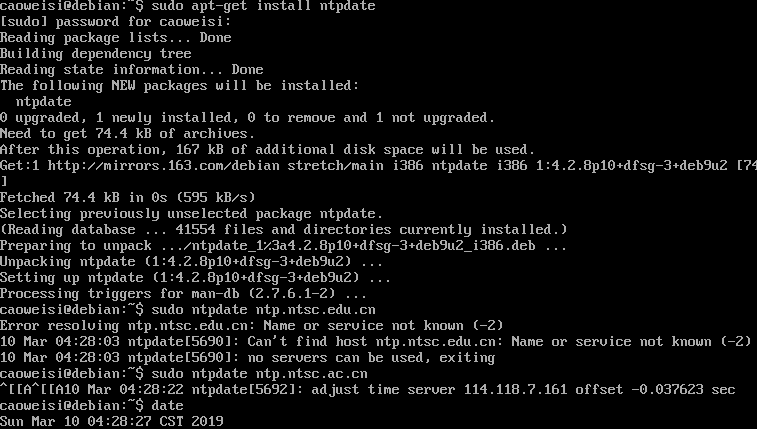 caoweisi@debian:~$ sudo apt-get install ntpdate
[sudo] password for caoweisi:
Reading package lists... Done
Building dependency tree
Reading state information... Done
The following NEW packages will be installed:
  ntpdate
0 upgraded, 1 newly installed, 0 to remove and 1 not upgraded.
Need to get 74.4 kB of archives.
After this operation, 167 kB of additional disk space will be used.
Get:1 http://mirrors.163.com/debian stretch/main i386 ntpdate i386 1:4.2.8p10+dfsg-3+deb9u2 [74
]
Fetched 74.4 kB in 0s (595 kB/s)
Selecting previously unselected package ntpdate.
(Reading database ... 41554 files and directories currently installed.)
Preparing to unpack .../ntpdate_1%3a4.2.8p10+dfsg-3+deb9u2_i386.deb ...
Unpacking ntpdate (1:4.2.8p10+dfsg-3+deb9u2) ...
Setting up ntpdate (1:4.2.8p10+dfsg-3+deb9u2) ...
Processing triggers for man-db (2.7.6.1-2) ...
caoweisi@debian:~$ sudo ntpdate ntp.ntsc.edu.cn
Error resolving ntp.ntsc.edu.cn: Name or service not known (-2)
10 Mar 04:28:03 ntpdate[5690]: Can't find host ntp.ntsc.edu.cn: Name or service not known (-2)
10 Mar 04:28:03 ntpdate[5690]: no servers can be used, exiting
caoweisi@debian:~$ sudo ntpdate ntp.ntsc.ac.cn
^[[A^[[A10 Mar 04:28:22 ntpdate[5692]: adjust time server 114.118.7.161 offset -0.037623 sec
caoweisi@debian:~$ date
Sun Mar 10 04:28:27 CST 2019